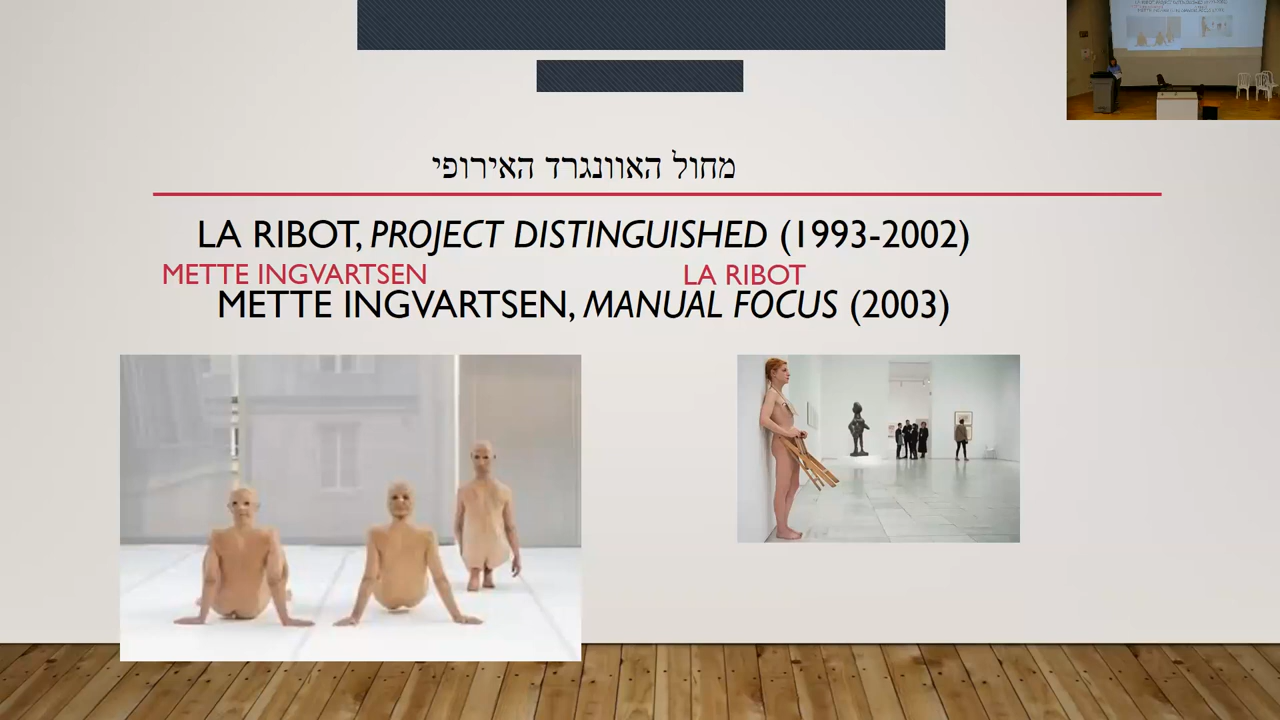 מחול האוונגרד האירופי
LA RIBOT, PROJECT DISTINGUISHED (1993-2002)
METTE INGVARTSEN LA RIBOT
METTE INGVARTSEN, MANUAL FOCUS (2003)